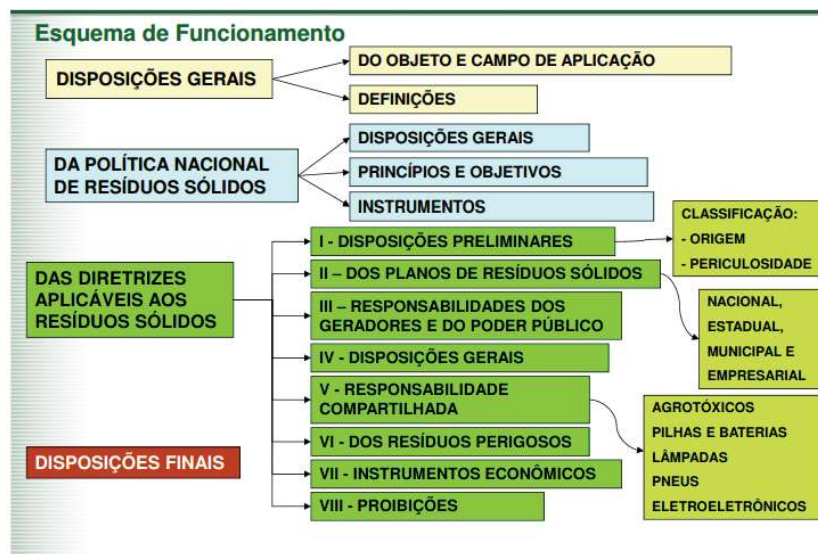 Esquema de Funcionamento
DISPOSIÇÕES GERAIS
DO OBJETO E CAMPO DE APLICAÇÃO
DEFINIÇÕES
DA POLÍTICA NACIONAL
DE RESÍDUOS SÓLIDOS
DISPOSIÇÕES GERAIS
PRINCÍPIOS E OBJETIVOS
INSTRUMENTOS
DAS DIRETRIZES
APLICÁVEIS AOS
RESÍDUOS SÓLIDOS
I - DISPOSIÇÕES PRELIMINARES
II – DOS PLANOS DE RESÍDUOS SÓLIDOS
III – RESPONSABILIDADES DOS
GERADORES E DO PODER PÚBLICO
IV - DISPOSIÇÕES GERAIS
V - RESPONSABILIDADE
COMPARTILHADA
VI - DOS RESÍDUOS PERIGOSOS
VII - INSTRUMENTOS ECONÔMICOS
VIII - PROIBIÇÕES
CLASSIFICAÇÃO:
- ORIGEM
- PERICULOSIDADE
NACIONAL,
ESTADUAL,
MUNICIPAL E
EMPRESARIAL
AGROTÓXICOS
PILHAS E BATERIAS
LÂMPADAS
PNEUS
ELETROELETRÔNICOS
DISPOSIÇÕES FINAIS